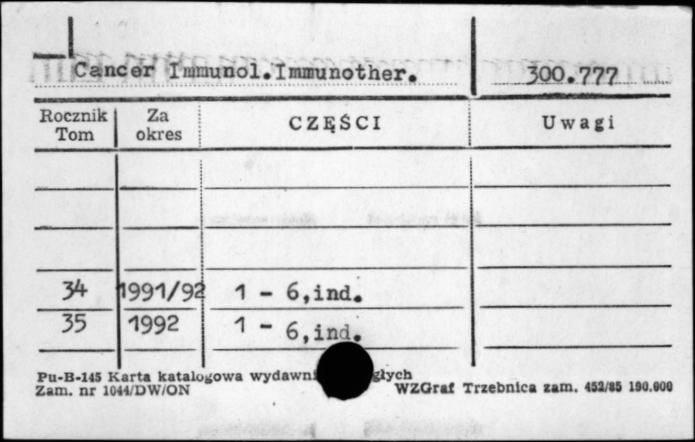 Cancer Immunol.Immunother. 300.777
Rocznik Tom Za okres CZĘŚCI Uwagi
34 1991/92 1 - 6,ind.
35 1992 1 - 6,ind.
Pu-B-145 Karta katalogowa
Zam. nr 1044/DW/ON WZGraf Trzebnica zam. 452/85 190.000